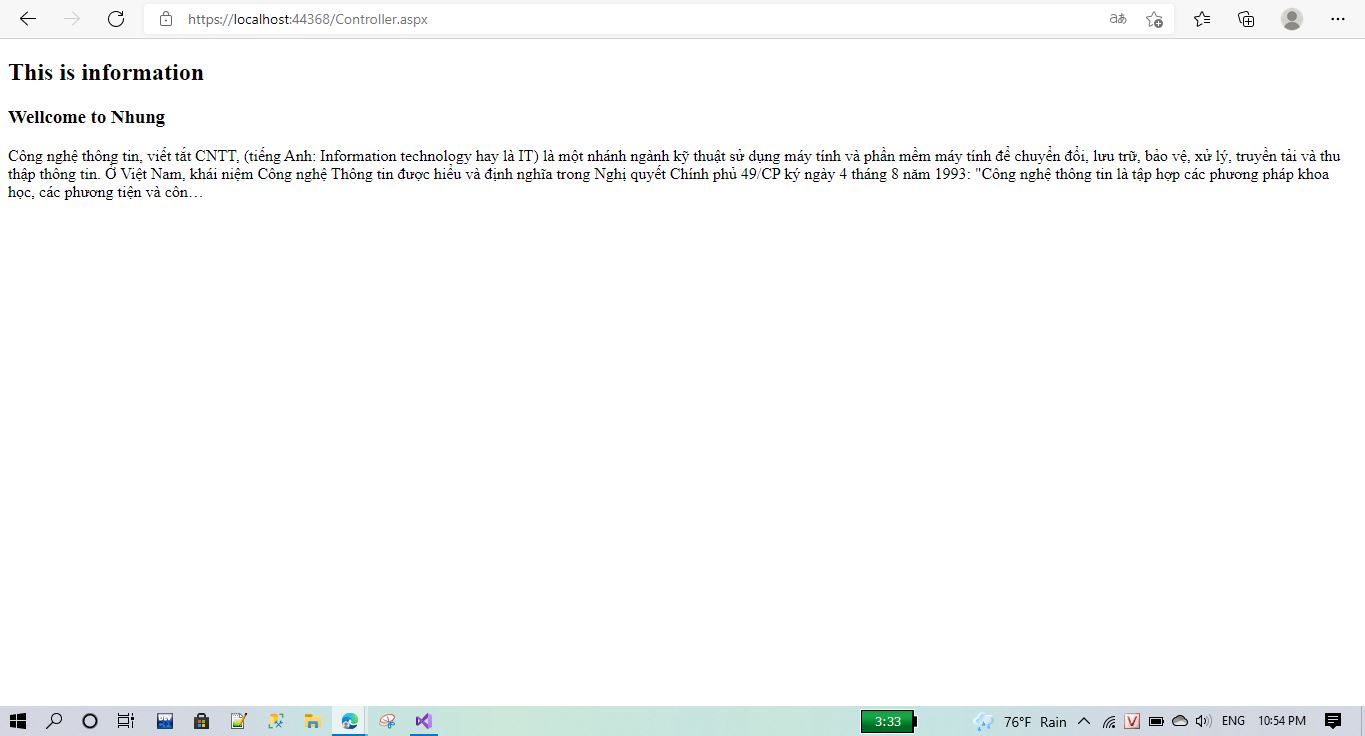 https://localhost:44368/Controller.aspx
This is information
Wellcome to Nhung
Công nghệ thông tin, viết tắt CNTT, (tiếng Anh: Information technology hay là IT) là một nhánh ngành kỹ thuật sử dụng máy tính và phần mềm máy tính để chuyển đổi, lưu trữ, bảo vệ, xử lý, truyền tải và thu
thập thông tin. Ở Việt Nam, khái niệm Công nghệ Thông tin được hiểu và định nghĩa trong Nghị quyết Chính phủ 49/CP ký ngày 4 tháng 8 năm 1993: "Công nghệ thông tin là tập hợp các phương pháp khoa
học, các phương tiện và côn…
3:33 76°F Rain ENG 10:54 PM